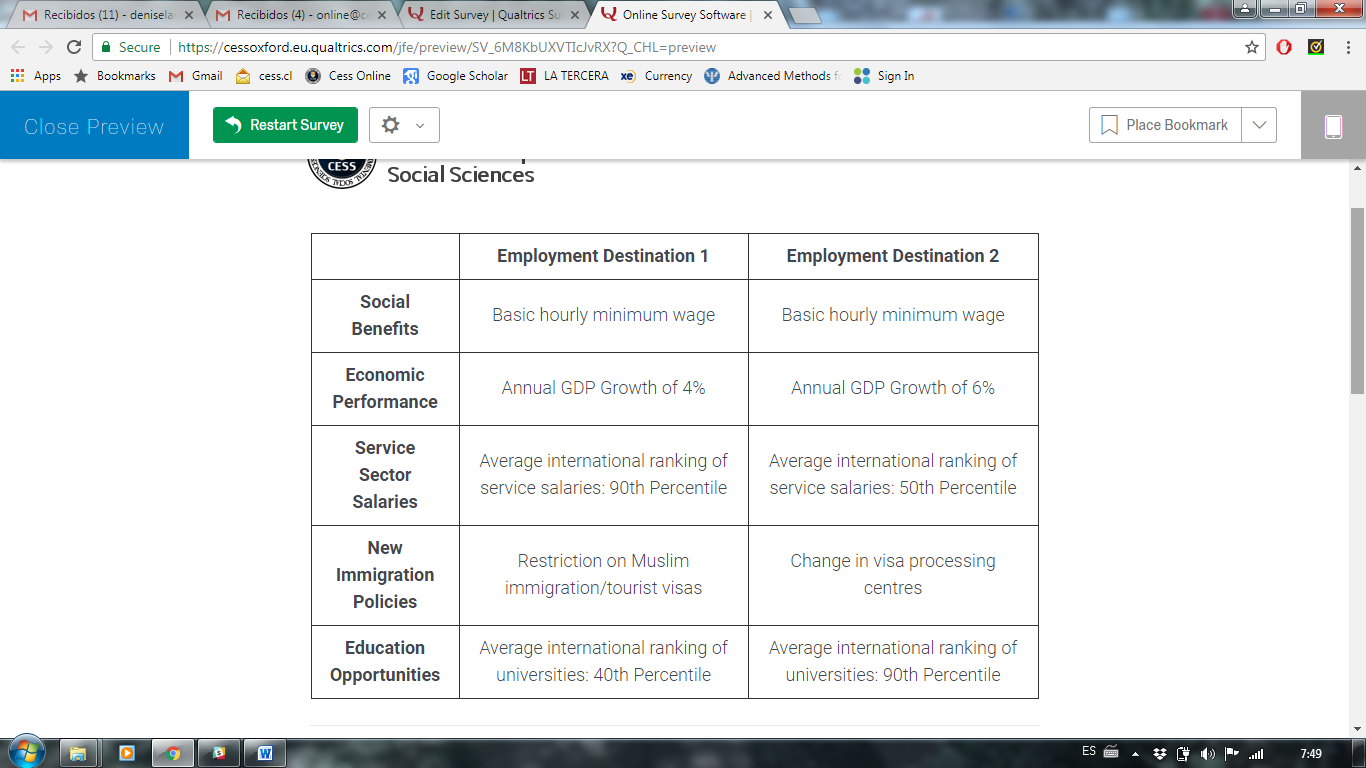 Recibidos (11) - denisela
Recibidos (4) - online@ce
Edit Survey | Qualtrics Su
Online Survey Software |
Secure
https://cessoxford.eu.qualtrics.com/jfe/preview/SV_6M8KbUXVTIcJvRX?Q_CHL=preview
Apps
Bookmarks
Gmail
cess.cl
Cess Online
Google Scholar
LT
LA TERCERA
xe
Currency
Advanced Methods f
Sign In
Close Preview
Restart Survey
Place Bookmark
CESS
Social Sciences
Employment Destination 1
Employment Destination 2
Social
Benefits
Basic hourly minimum wage
Basic hourly minimum wage
Economic
Performance
Annual GDP Growth of 4%
Annual GDP Growth of 6%
Service
Sector
Salaries
Average international ranking of
service salaries: 90th Percentile
Average international ranking of
service salaries: 50th Percentile
New
Immigration
Policies
Restriction on Muslim
immigration/tourist visas
Change in visa processing
centres
Education
Opportunities
Average international ranking of
universities: 40th Percentile
Average international ranking of
universities: 90th Percentile
ES
7:49